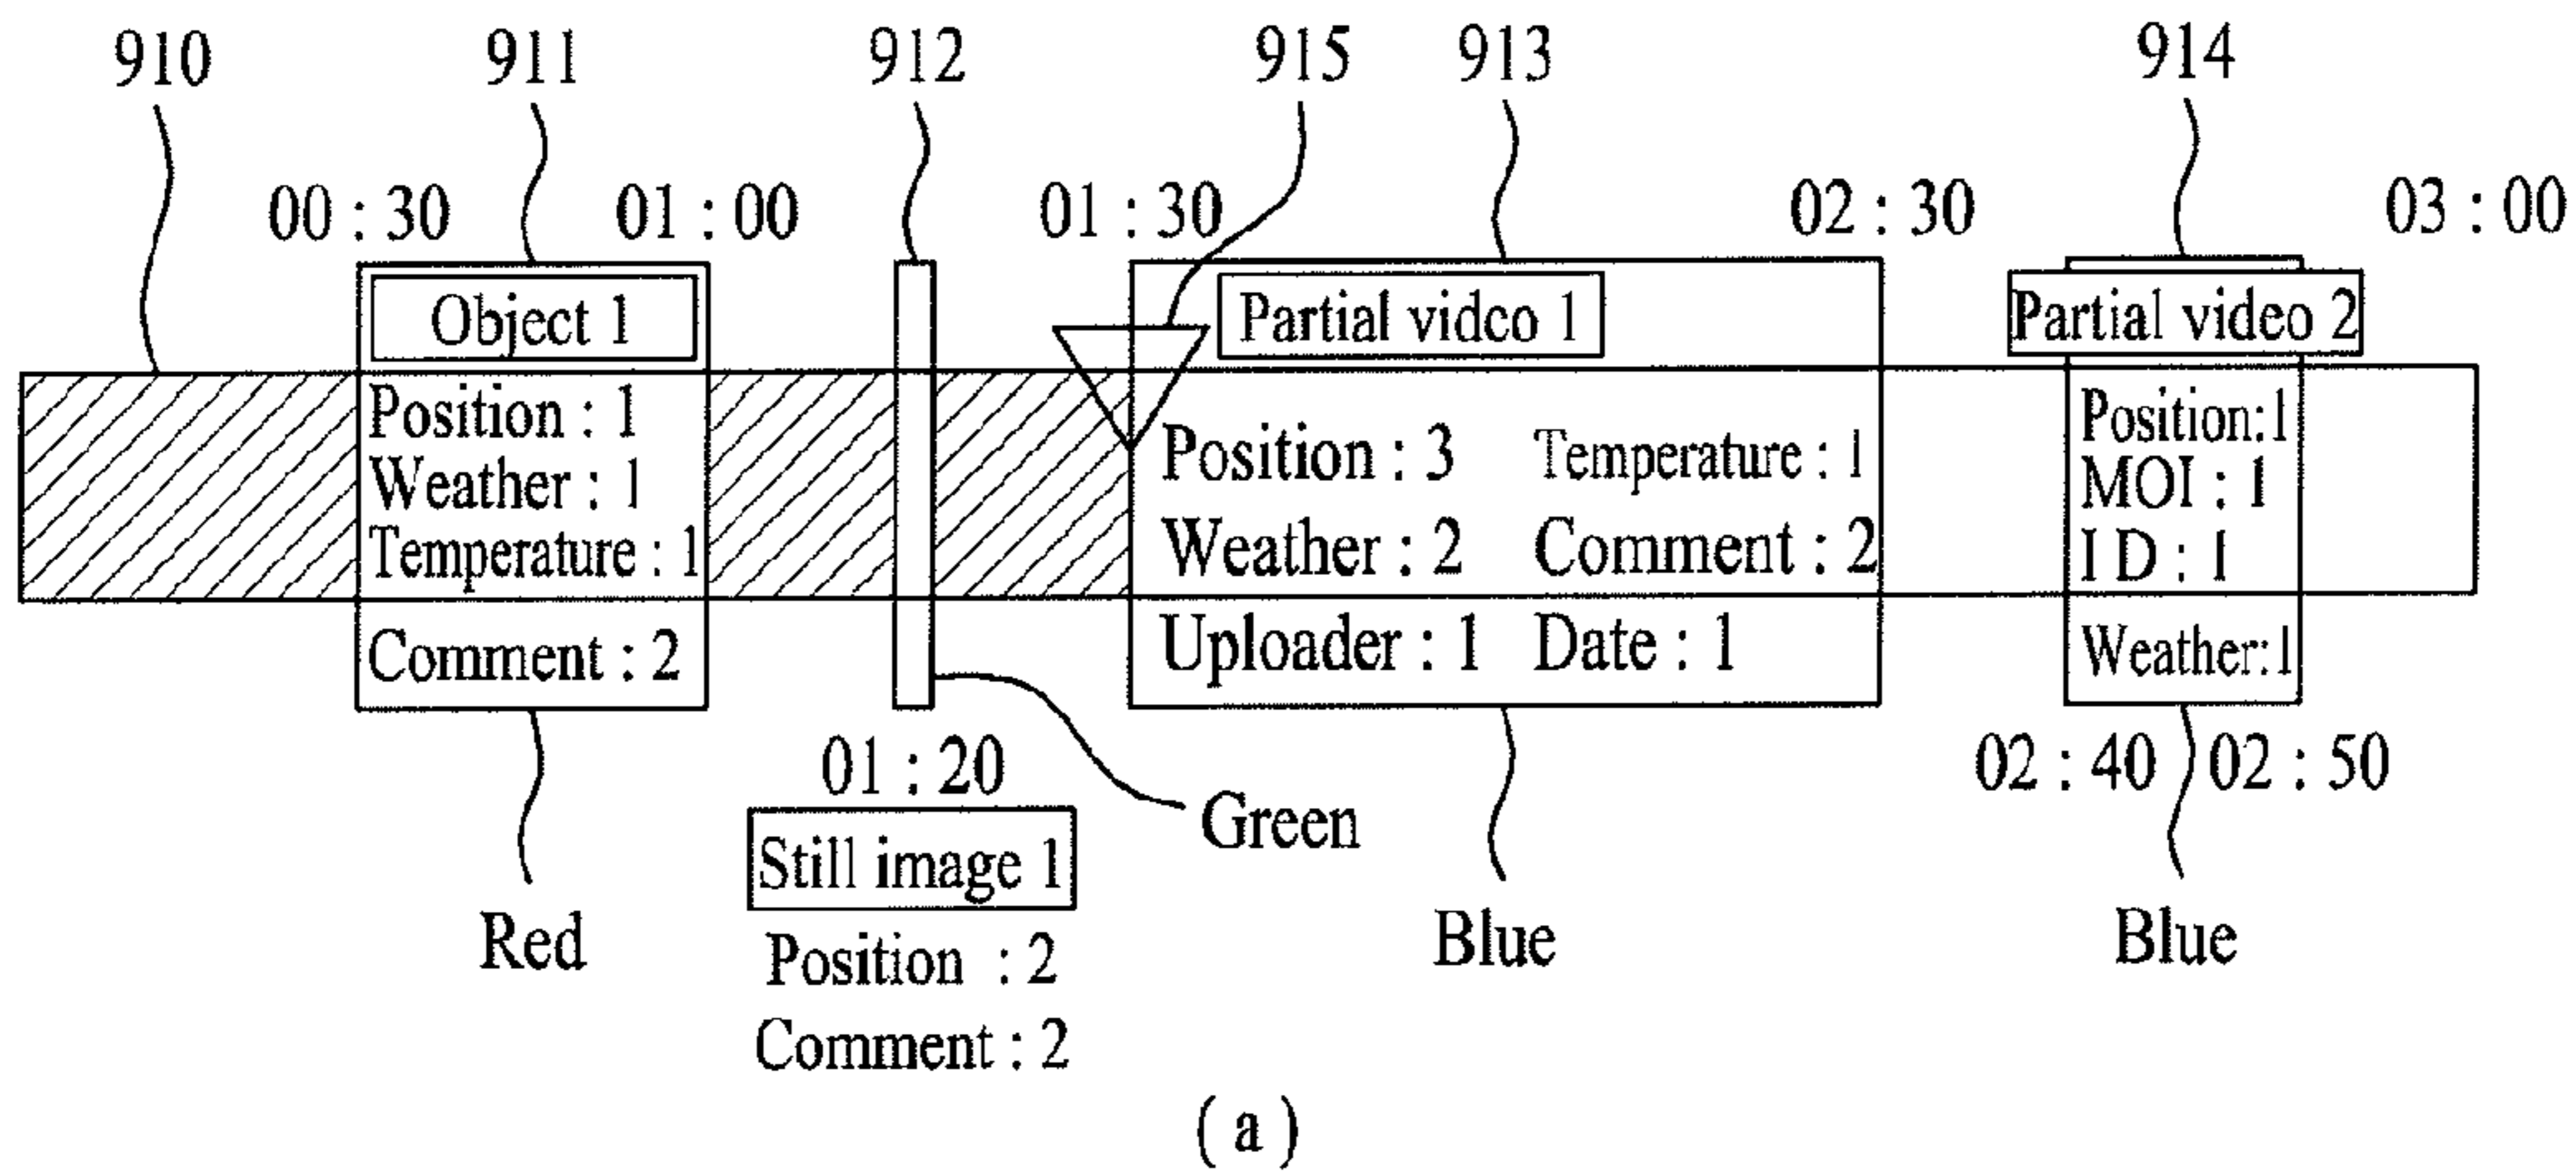 910 911 912 915 913 914
00 : 30 01 : 00 01 : 30 02 : 30 03 : 00
Object 1
Position : 1
Weather : 1
Temperature : 1
Comment : 2
Red
01 : 20
Still image 1
Position : 2
Comment : 2
Green
Partial vidco 1
Position : 3 Temperature : 1
Weather : 2 Comment : 2
Uploader : 1 Date : 1
Blue
Partial video 2
Position:1
MOI : 1
I D : 1
Weather:1
02 : 40 02 : 50
Blue
( a )